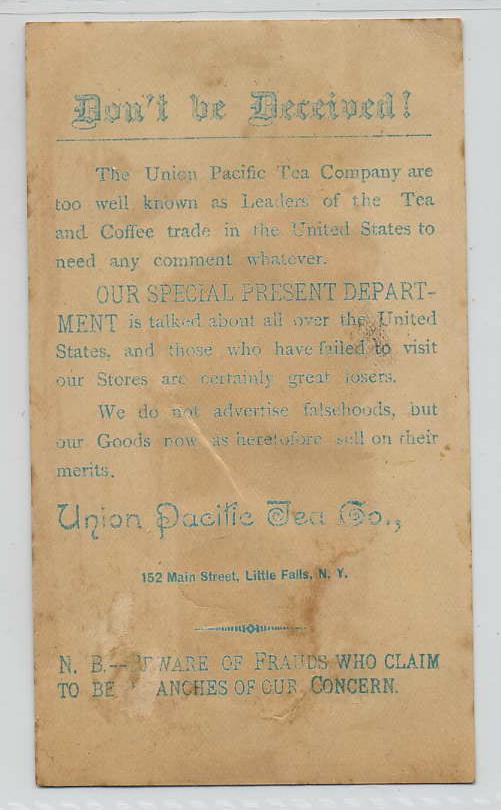 Don't be Deceived!
The Union Pacific Tea Company are
too well known as Leaders of the Tea
and Coffee trade in the United States to
need any comment whatever.
OUR SPECIAL PRESENT DEPART-
MENT is talked about all over the United
States, and those who have failed to visit
our Stores are certainly great losers.
We do not advertise falsehoods, but
our Goods now as heretofore sell on their
merits.
Union Pacific Tea Co.,
152 Main Street, Little Falls, N. Y.
N. B.--BEWARE OF FRAUDS WHO CLAIM
TO BE ANCHES OF OUR CONCERN.